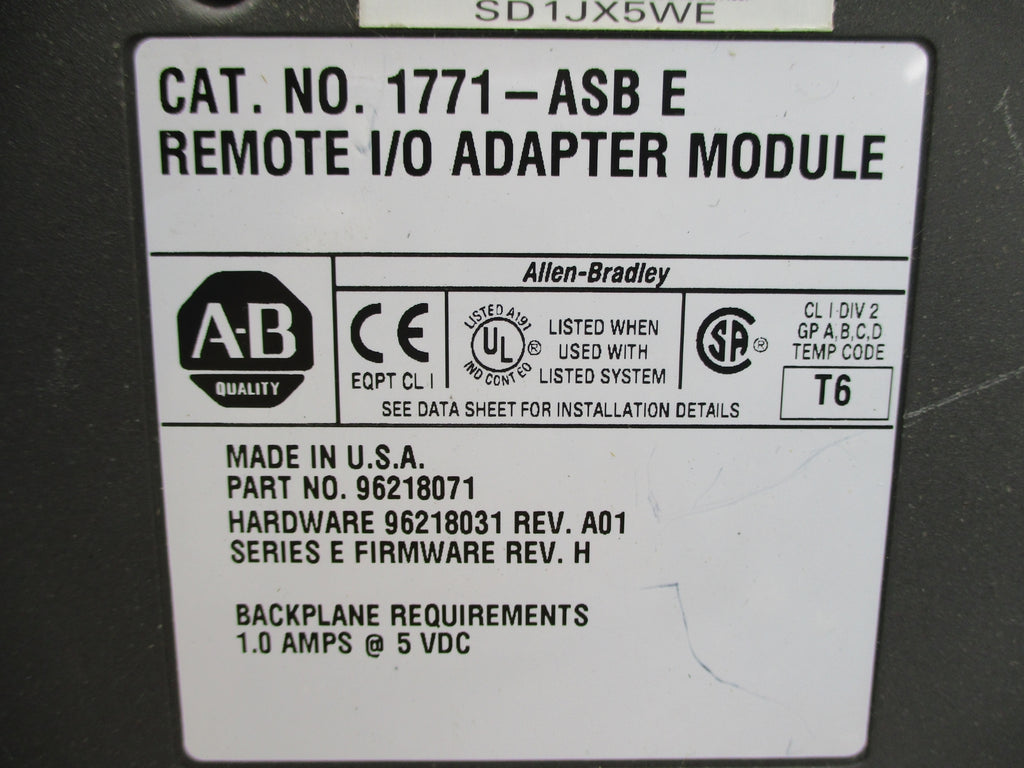 SD1JX5WE
CAT. NO. 1771-ASB E
REMOTE I/O ADAPTER MODULE
Allen-Bradley
A-B
QUALITY
CE
EQPT CL I
LISTED A197
UL
®
IND CONT EQ
LISTED WHEN
USED WITH
LISTED SYSTEM
SA
®
CL I DIV 2
GP A,B,C,D
TEMP CODE
T6
SEE DATA SHEET FOR INSTALLATION DETAILS
MADE IN U.S.A.
PART NO. 96218071
HARDWARE 96218031 REV. A01
SERIES E FIRMWARE REV. H
BACKPLANE REQUIREMENTS
1.0 AMPS @ 5 VDC